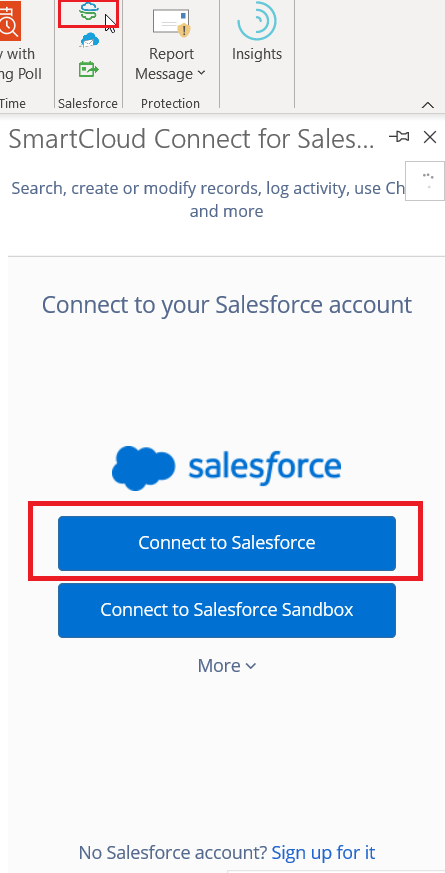 y with
ng Poll
Time
Salesforce
Report
Message
Protection
Insights
SmartCloud Connect for Sales...
Search, create or modify records, log activity, use Ch
and more
Connect to your Salesforce account
salesforce
Connect to Salesforce
Connect to Salesforce Sandbox
More
No Salesforce account? Sign up for it